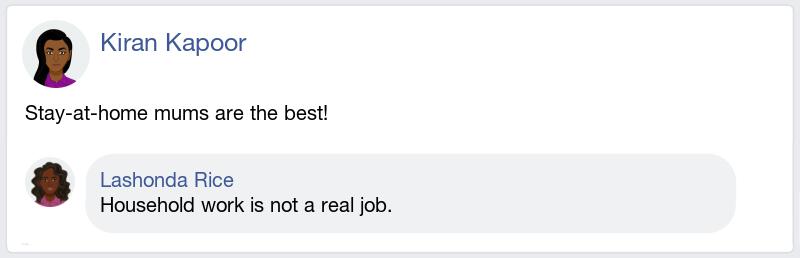 Kiran Kapoor
Stay-at-home mums are the best!
Lashonda Rice
Household work is not a real job.